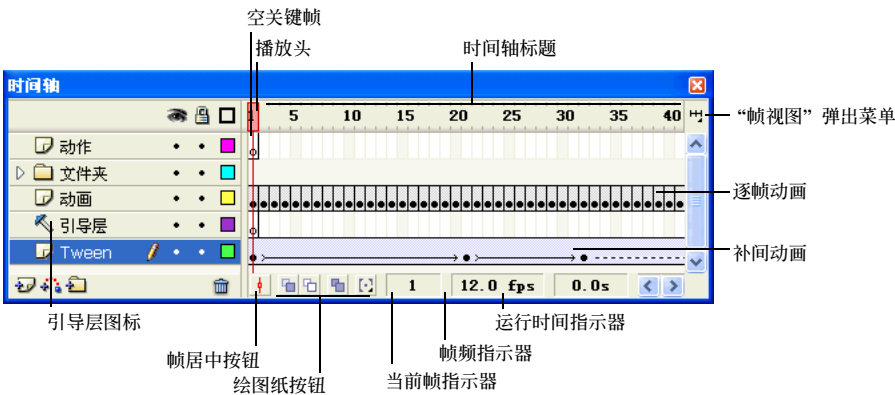 空关键帧
播放头
时间轴标题
时间轴
1 5 10 15 20 25 30 35 40
“帧视图”弹出菜单
动作
文件夹
动画
逐帧动画
引导层
Tween
补间动画
1 12.0 fps 0.0s
引导层图标
运行时间指示器
帧居中按钮
帧频指示器
绘图纸按钮
当前帧指示器